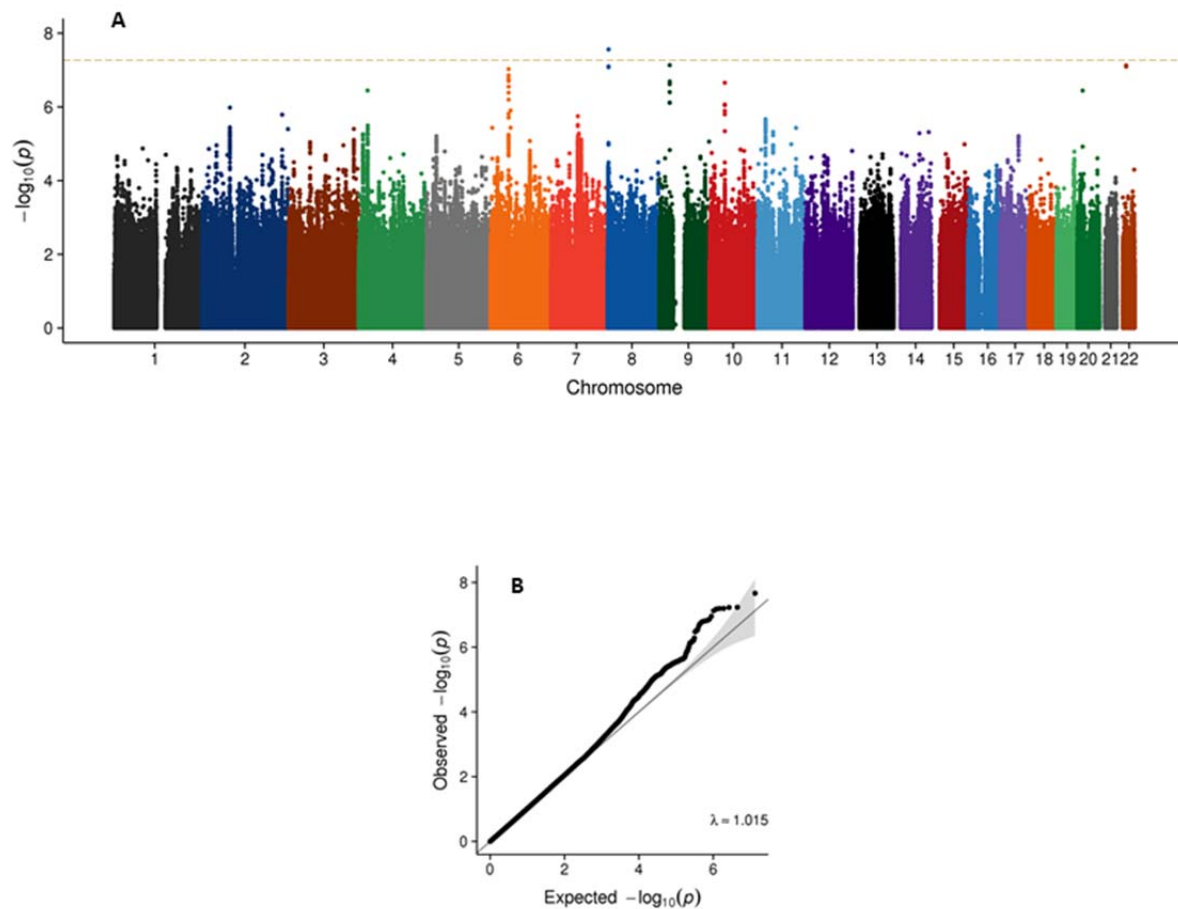 A
8
6
4
2
0
−log10(p)
1 2 3 4 5 6 7 8 9 10 11 12 13 14 15 16 17 18 19 20 21 22
Chromosome
B
8
6
4
2
0
Observed −log10(p)
λ = 1.015
0 2 4 6
Expected −log10(p)